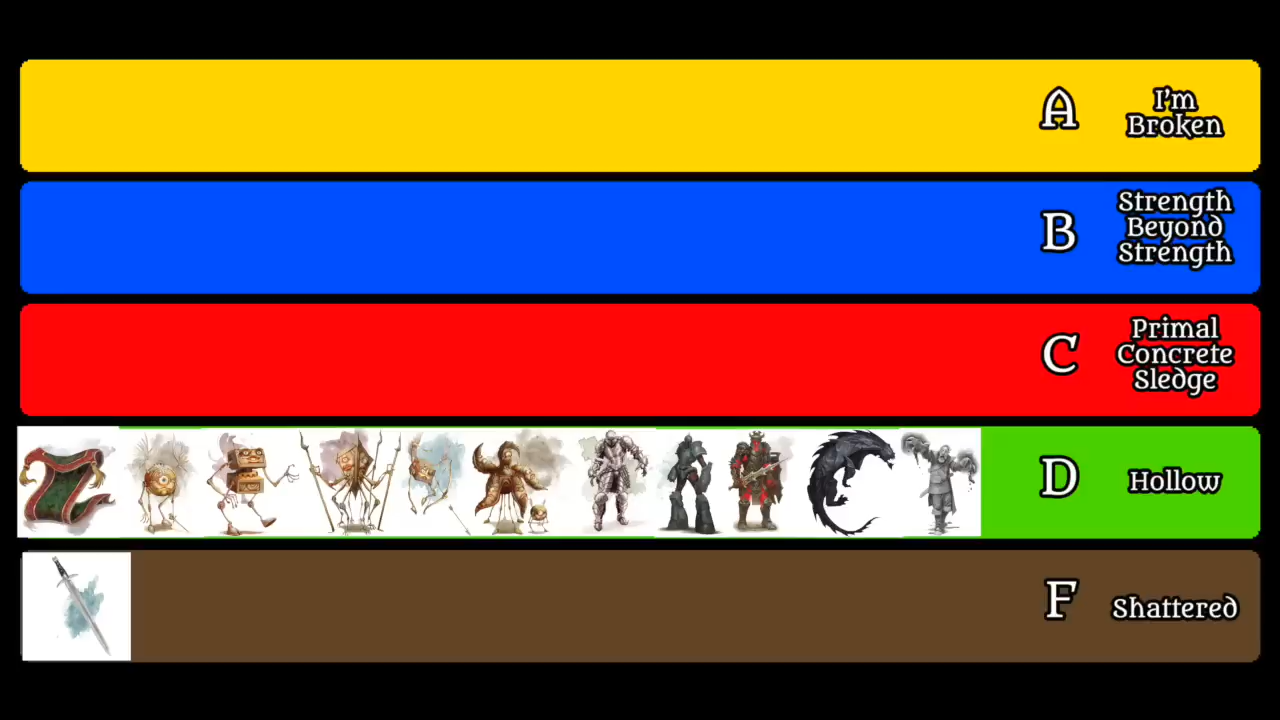 A
I'm
Broken
B
Strength
Beyond
Strength
C
Primal
Concrete
Sledge
D
Hollow
F
Shattered